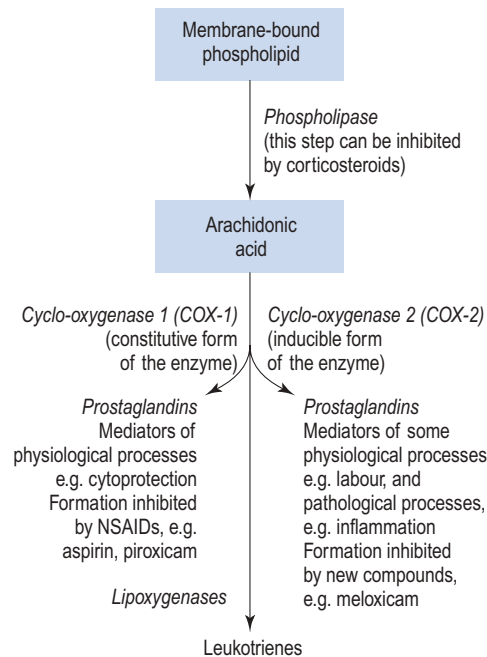 Membrane-bound
phospholipid
Phospholipase
(this step can be inhibited
by corticosteroids)
Arachidonic
acid
Cyclo-oxygenase 1 (COX-1)
(constitutive form
of the enzyme)
Cyclo-oxygenase 2 (COX-2)
(inducible form
of the enzyme)
Prostaglandins
Mediators of
physiological processes
e.g. cytoprotection
Formation inhibited
by NSAIDs, e.g.
aspirin, piroxicam
Prostaglandins
Mediators of some
physiological processes
e.g. labour, and
pathological processes,
e.g. inflammation
Formation inhibited
by new compounds,
e.g. meloxicam
Lipoxygenases
Leukotrienes